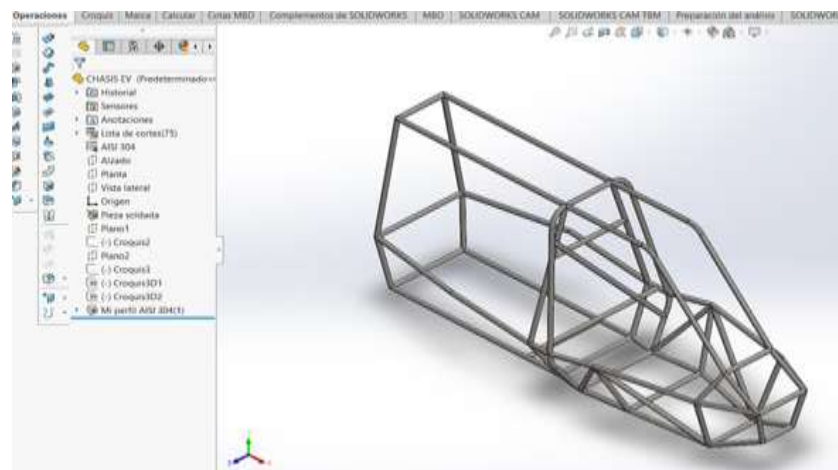 Operaciones | Croquis | Marca | Calcular | Cotas MBD | Complementos de SOLIDWORKS | MBD | SOLIDWORKS CAM | SOLIDWORKS CAM TBM | Preparación del análisis | SOLIDWOR
CHASIS EV (Predeterminado<
Historial
Sensores
Anotaciones
Lista de cortes(75)
AISI 304
Alzado
Planta
Vista lateral
Origen
Pieza soldada
Plano1
(-) Croquis2
Plano2
(-) Croquis3
(-) Croquis3D1
(-) Croquis3D2
Mi perfil AISI 304(1)